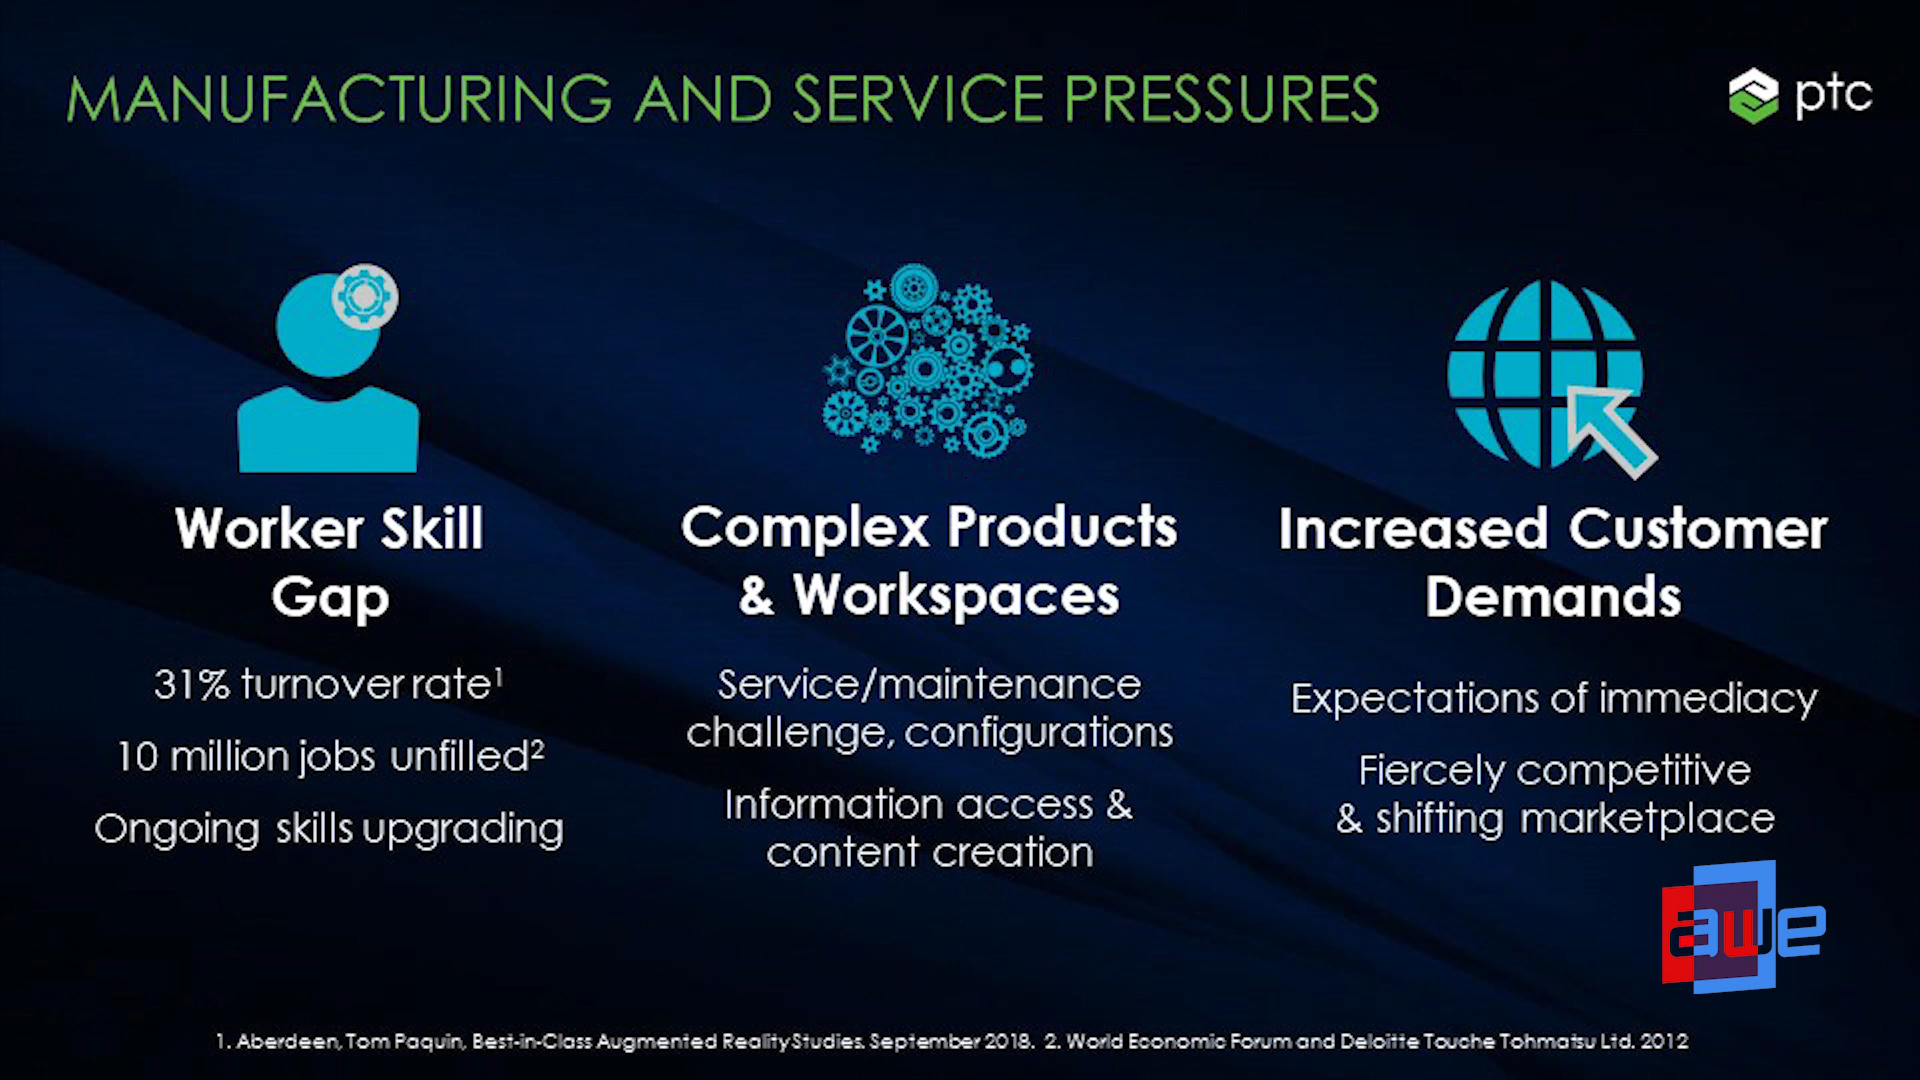 MANUFACTURING AND SERVICE PRESSURES
ptc
Worker Skill
Gap
31% turnover rate¹
10 million jobs unfilled²
Ongoing skills upgrading
Complex Products
& Workspaces
Service/maintenance
challenge, configurations
Information access &
content creation
Increased Customer
Demands
Expectations of immediacy
Fiercely competitive
& shifting marketplace
awe
1. Aberdeen, Tom Paquin, Best-in-Class Augmented Reality Studies. September 2018. 2. World Economic Forum and Deloitte Touche Tohmatsu Ltd. 2012